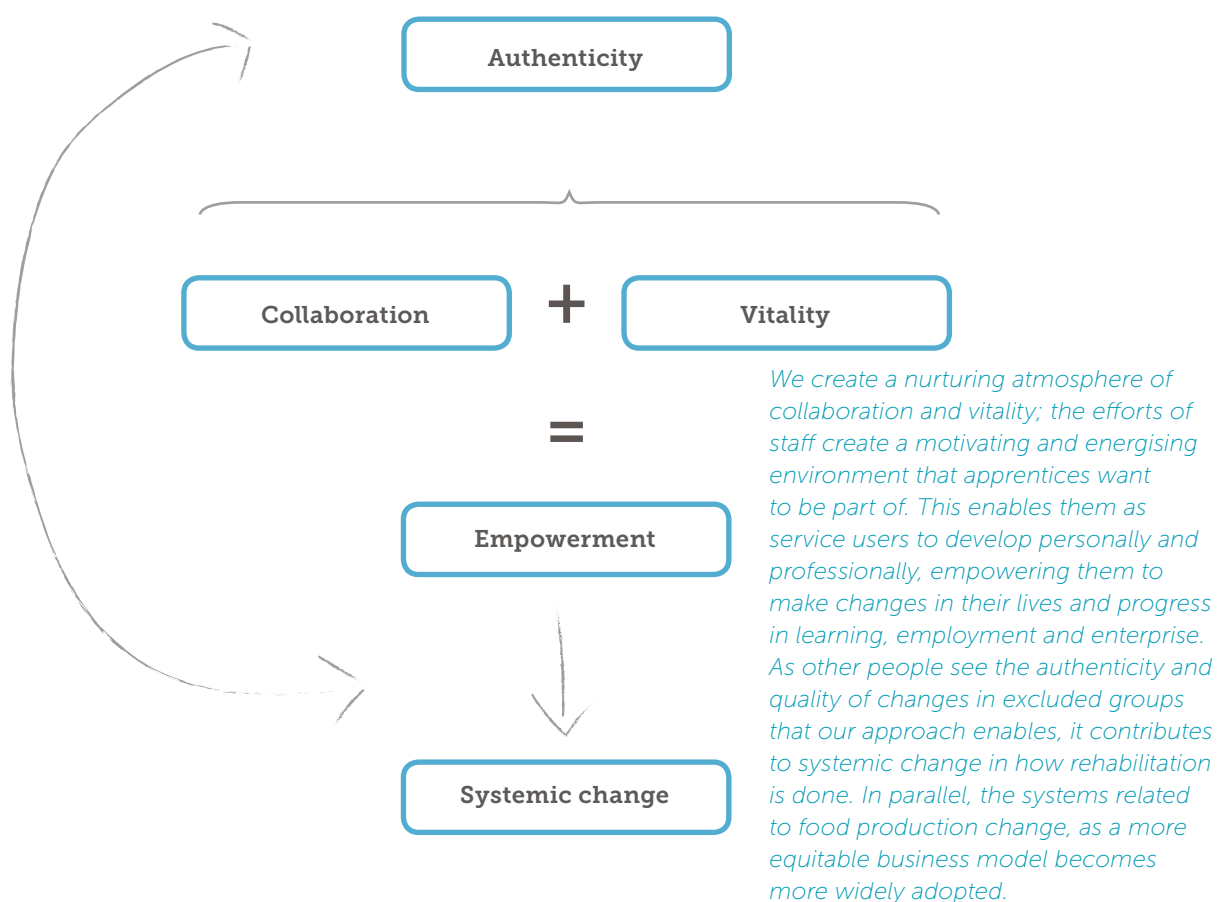 Authenticity
Collaboration + Vitality
=
Empowerment
Systemic change
We create a nurturing atmosphere of
collaboration and vitality; the efforts of
staff create a motivating and energising
environment that apprentices want
to be part of. This enables them as
service users to develop personally and
professionally, empowering them to
make changes in their lives and progress
in learning, employment and enterprise.
As other people see the authenticity and
quality of changes in excluded groups
that our approach enables, it contributes
to systemic change in how rehabilitation
is done. In parallel, the systems related
to food production change, as a more
equitable business model becomes
more widely adopted.